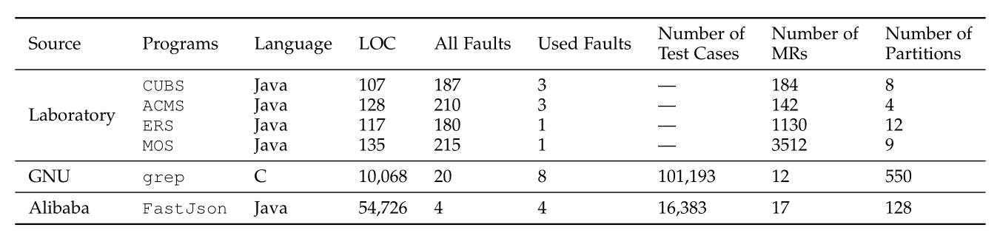 Source Programs Language LOC All Faults Used Faults Number of Test Cases Number of MRs Number of Partitions
Laboratory CUBS Java 107 187 3 — 184 8
ACMS Java 128 210 3 — 142 4
ERS Java 117 180 1 — 1130 12
MOS Java 135 215 1 — 3512 9
GNU grep C 10,068 20 8 101,193 12 550
Alibaba FastJson Java 54,726 4 4 16,383 17 128